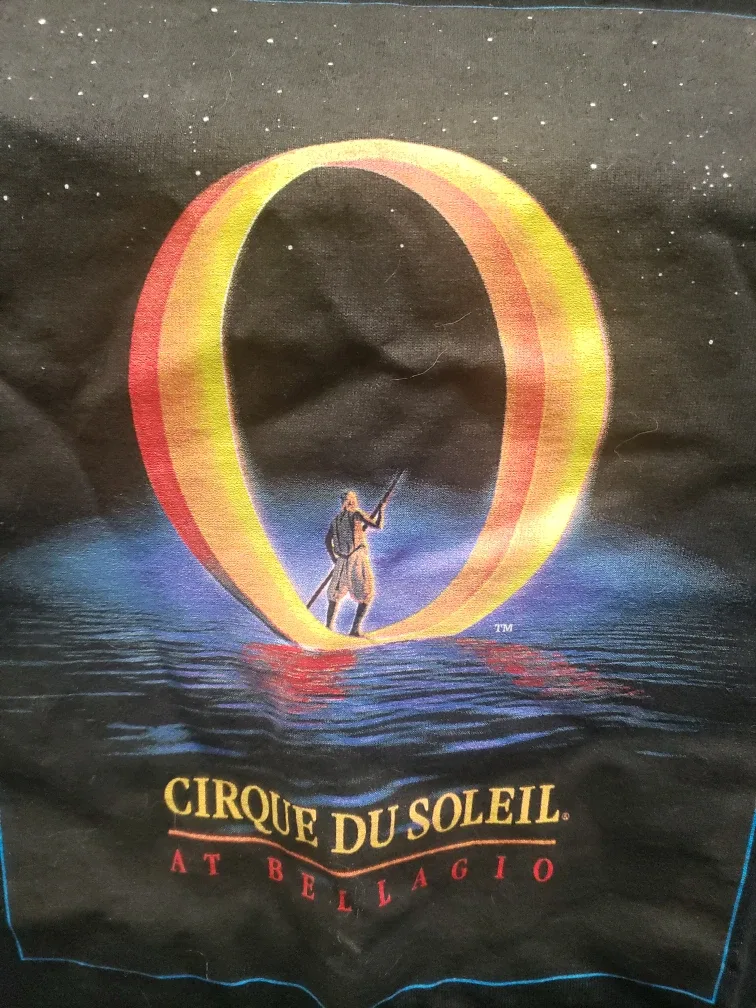 O
TM
CIRQUE DU SOLEIL®
AT BELLAGIO